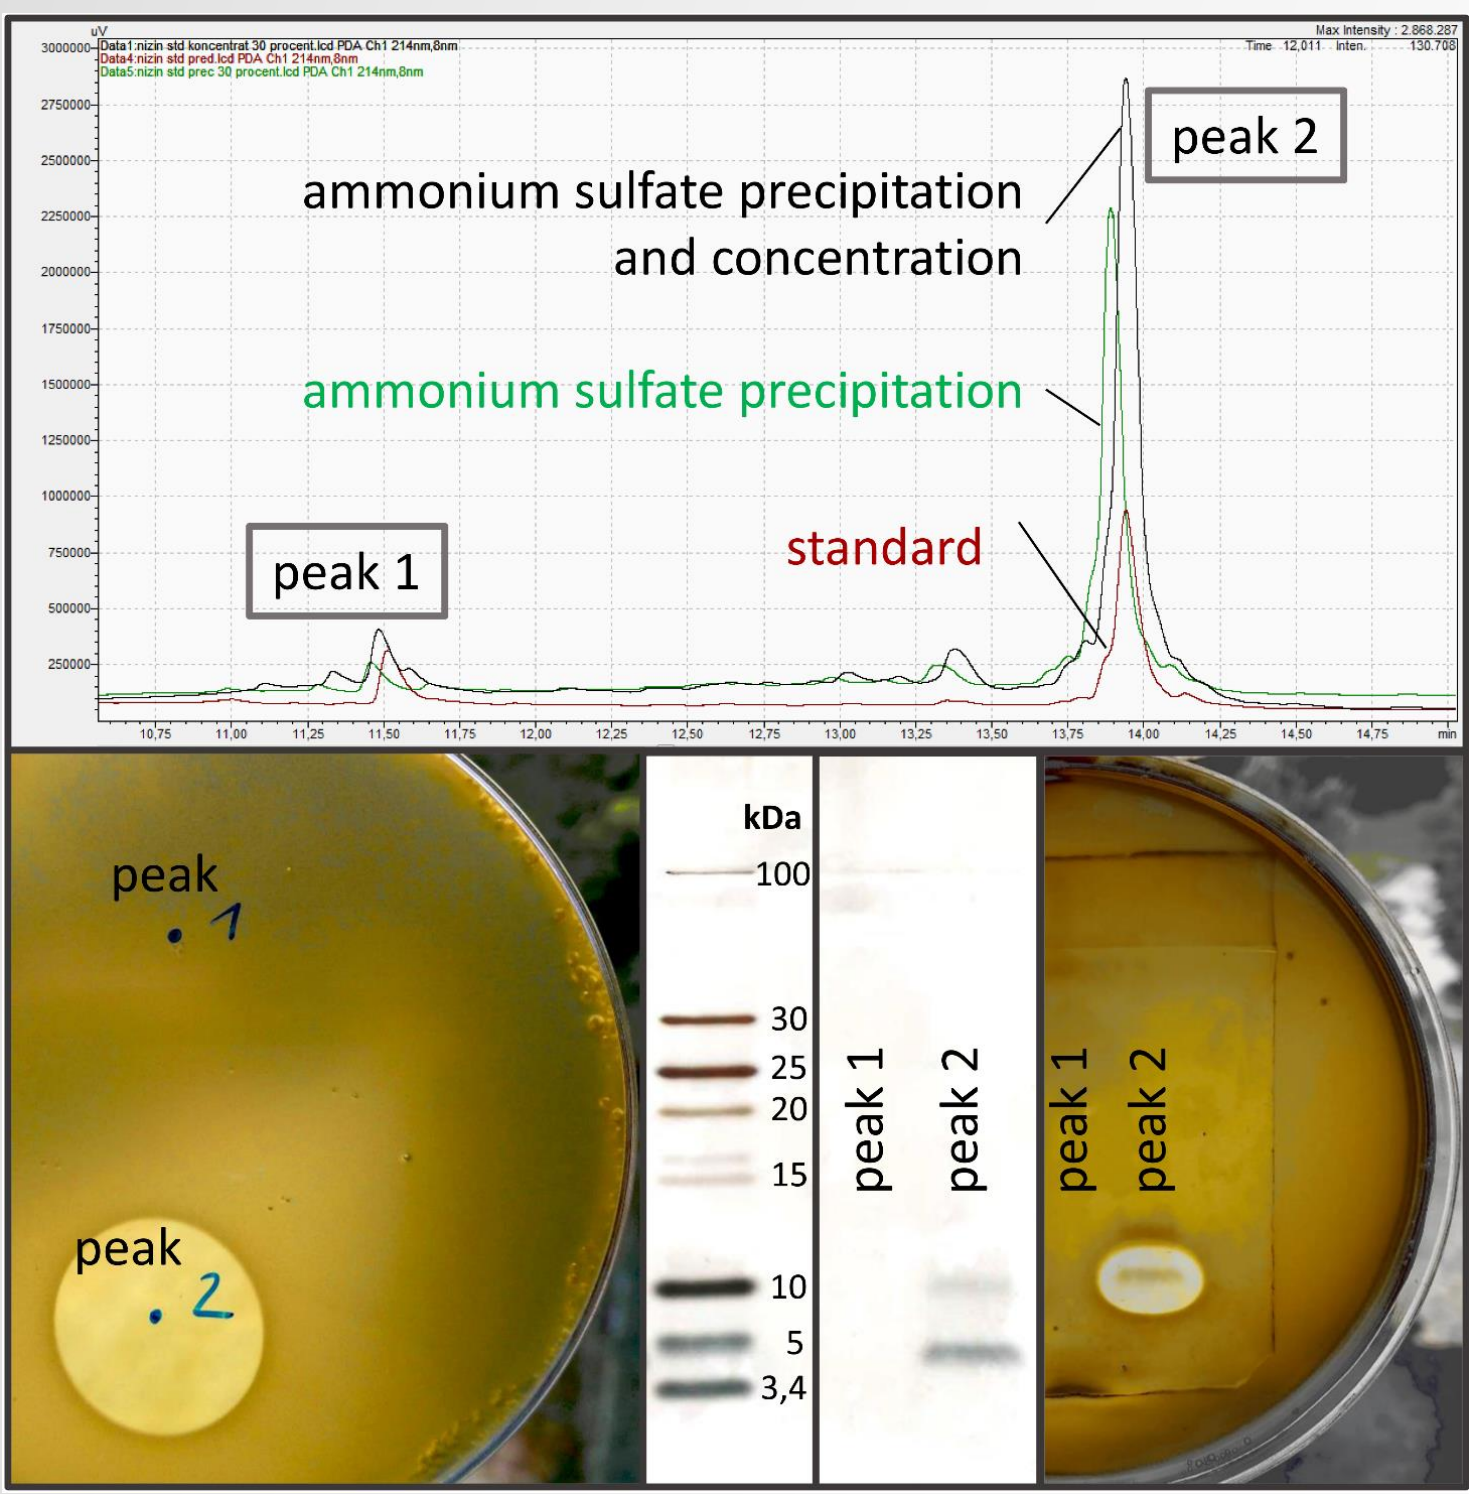 uV
Max Intensity : 2.868.287
Time 12,011 Inten. 130.708
Data1:nizin std koncentrat 30 procent.lcd PDA Ch1 214nm,8nm
Data4:nizin std pred.lcd PDA Ch1 214nm,8nm
Data5:nizin std prec 30 procent.lcd PDA Ch1 214nm,8nm
3000000
2750000
2500000
2250000
2000000
1750000
1500000
1250000
1000000
750000
500000
250000
peak 2
ammonium sulfate precipitation
and concentration
ammonium sulfate precipitation
standard
peak 1
10,75 11,00 11,25 11,50 11,75 12,00 12,25 12,50 12,75 13,00 13,25 13,50 13,75 14,00 14,25 14,50 14,75 min
peak
1
peak
2
kDa
100
30
25
20
15
10
5
3,4
peak 1
peak 2
peak 1
peak 2